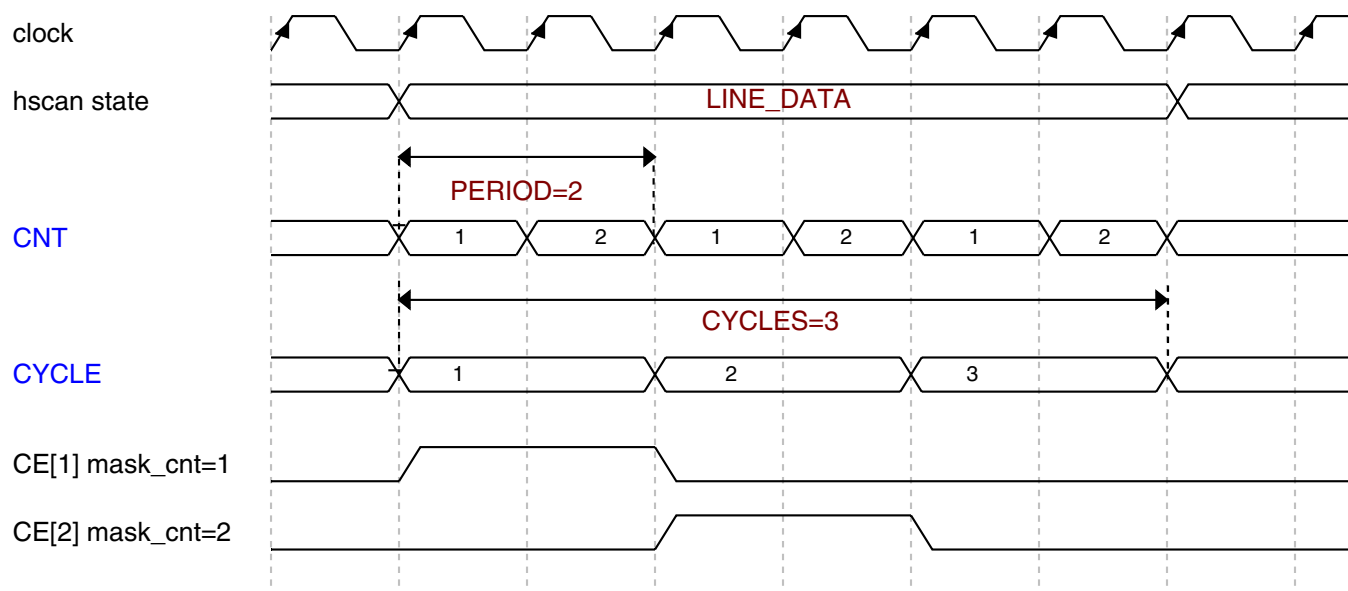 clock
hscan state LINE_DATA
PERIOD=2
CNT 1 2 1 2 1 2
CYCLES=3
CYCLE 1 2 3
CE[1] mask_cnt=1
CE[2] mask_cnt=2